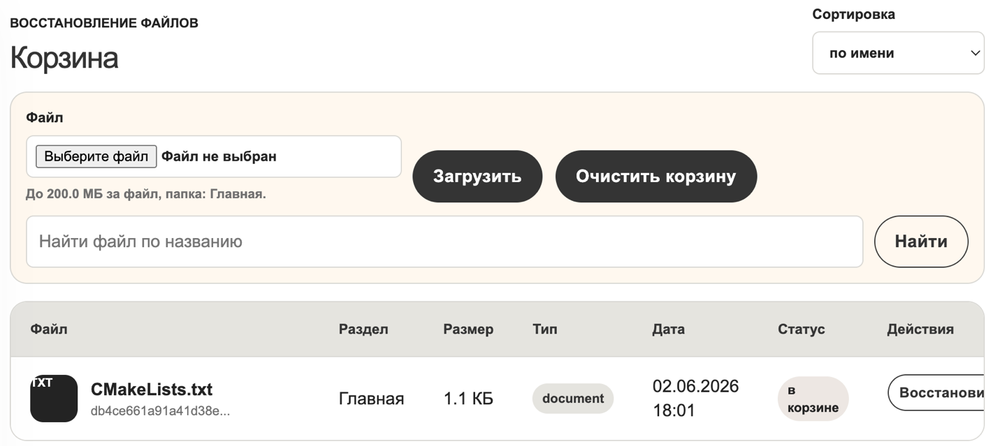 ВОССТАНОВЛЕНИЕ ФАЙЛОВ
Корзина
Сортировка
по имени
Файл
Выберите файл Файл не выбран
До 200.0 МБ за файл, папка: Главная.
Загрузить
Очистить корзину
Найти файл по названию
Найти
Файл Раздел Размер Тип Дата Статус Действия
TXT
CMakeLists.txt
db4ce661a91a41d38e...
Главная
1.1 КБ
document
02.06.2026
18:01
в
корзине
Восстанови